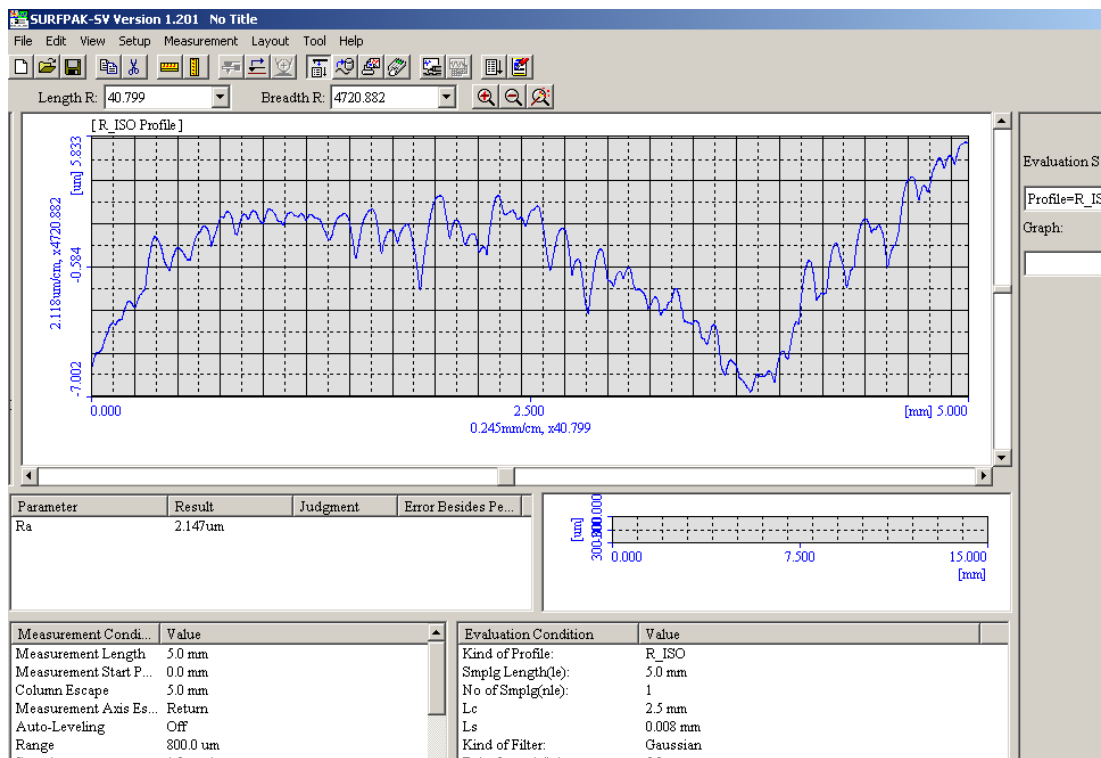 SURFPAK-SV Version 1.201 No Title
File Edit View Setup Measurement Layout Tool Help
Length R: 40.799 Breadth R: 4720.882
[ R_ISO Profile ]
[um] 5.833
2.118um/cm, x4720.882
-0.584
-7.002
0.000 2.500 [mm] 5.000
0.245mm/cm, x40.799
Evaluation S
Profile=R_IS
Graph:
Parameter Result Judgment Error Besides Pe...
Ra 2.147um
[um]
0.000 7.500 15.000
[mm]
Measurement Condi... Value
Measurement Length 5.0 mm
Measurement Start P... 0.0 mm
Column Escape 5.0 mm
Measurement Axis Es... Return
Auto-Leveling Off
Range 800.0 um
Evaluation Condition Value
Kind of Profile: R_ISO
Smplg Length(le): 5.0 mm
No of Smplg(nle): 1
Lc 2.5 mm
Ls 0.008 mm
Kind of Filter: Gaussian